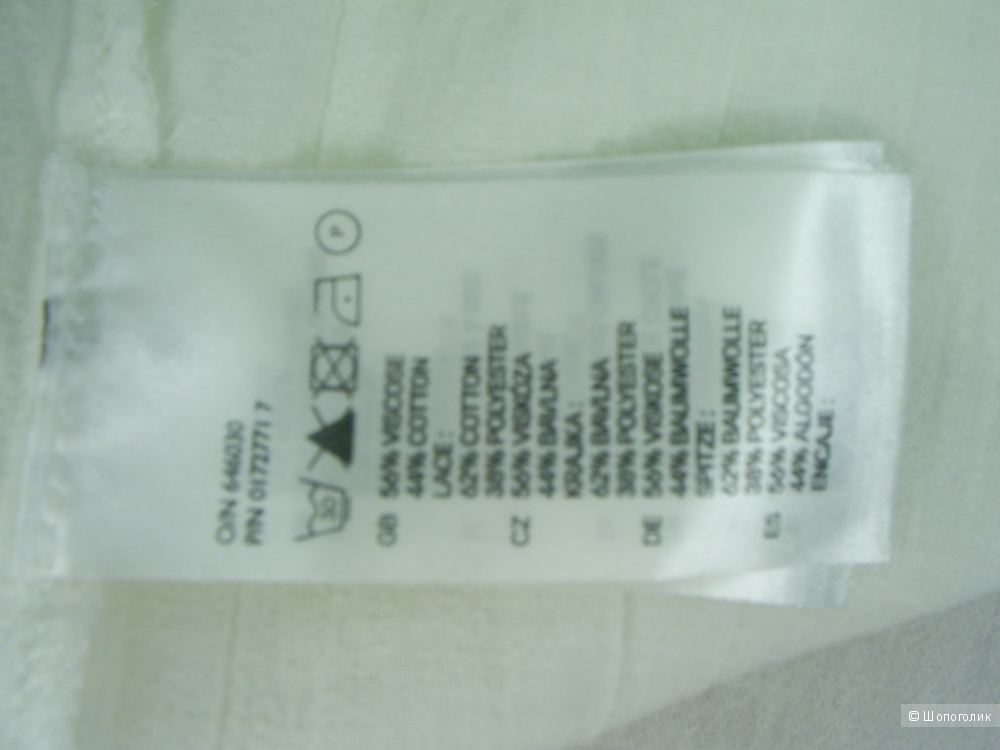 O/N 646030
P/N 0172771 7
30
P
GB 56% VISCOSE
44% COTTON
LACE :
62% COTTON
38% POLYESTER
CZ 56% VISKÓZA
44% BAVLNA
KRAJKA :
62% BAVLNA
38% POLYESTER
DE 56% VISKOSE
44% BAUMWOLLE
SPITZE :
62% BAUMWOLLE
38% POLYESTER
ES 56% VISCOSA
44% ALGODÓN
ENCAJE :
© Шопоголик